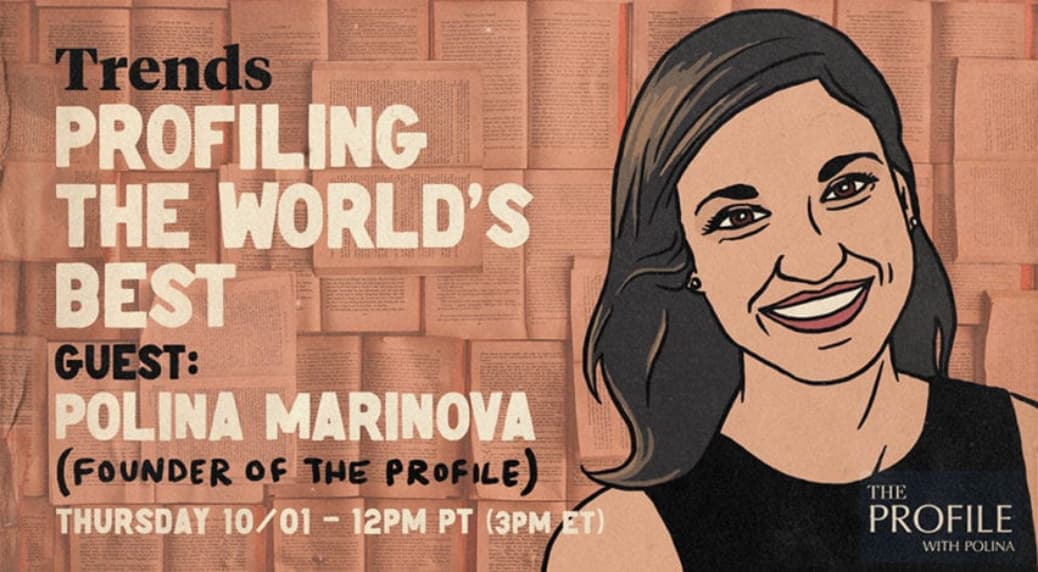 Trends
PROFILING
THE WORLD'S
BEST
GUEST:
POLINA MARINOVA
(FOUNDER OF THE PROFILE)
THURSDAY 10/01 - 12PM PT (3PM ET)
THE
PROFILE
WITH POLINA